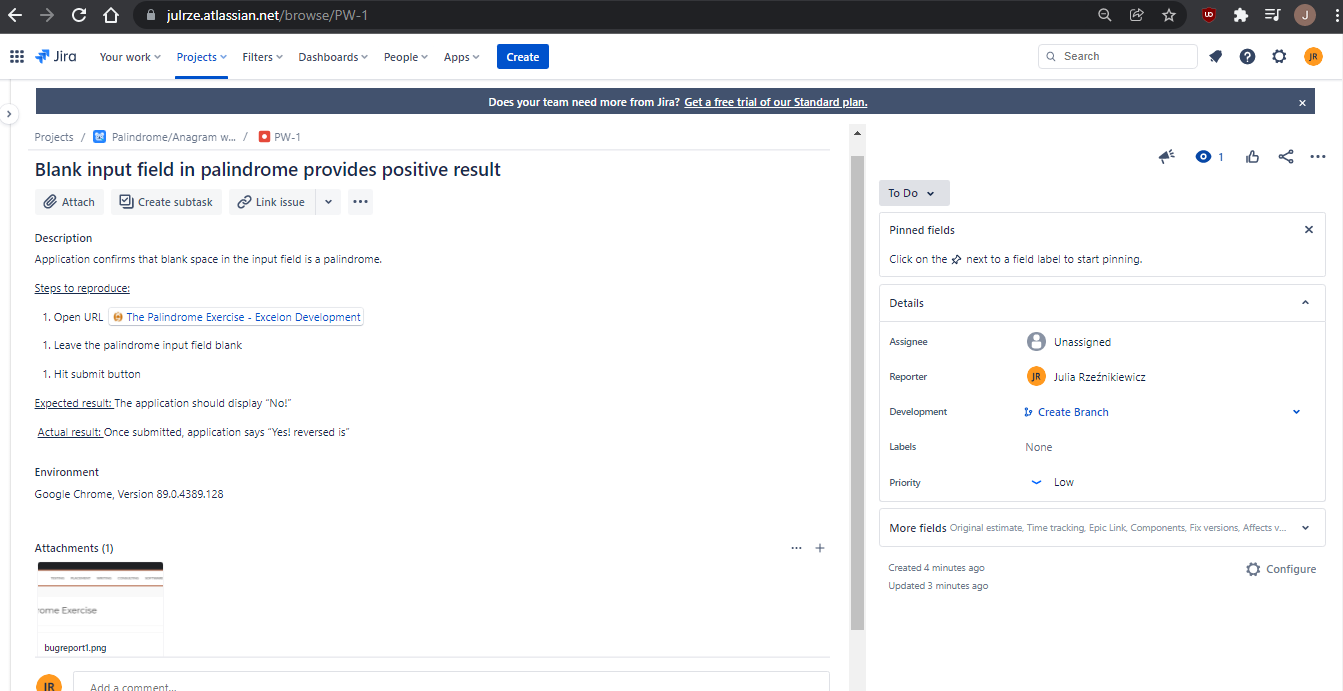 julrze.atlassian.net/browse/PW-1
J
Jira Your work Projects Filters Dashboards People Apps Create Search JR
Does your team need more from Jira? Get a free trial of our Standard plan.
Projects / Palindrome/Anagram w... / PW-1
Blank input field in palindrome provides positive result
Attach Create subtask Link issue
Description
Application confirms that blank space in the input field is a palindrome.
Steps to reproduce:
1. Open URL The Palindrome Exercise - Excelon Development
1. Leave the palindrome input field blank
1. Hit submit button
Expected result: The application should display "No!"
Actual result: Once submitted, application says "Yes! reversed is"
Environment
Google Chrome, Version 89.0.4389.128
Attachments (1)
rome Exercise
bugreport1.png
JR Add a comment...
1
To Do
Pinned fields
Click on the next to a field label to start pinning.
Details
Assignee Unassigned
Reporter JR Julia Rzeźnikiewicz
Development Create Branch
Labels None
Priority Low
More fields Original estimate, Time tracking, Epic Link, Components, Fix versions, Affects v...
Created 4 minutes ago
Updated 3 minutes ago
Configure